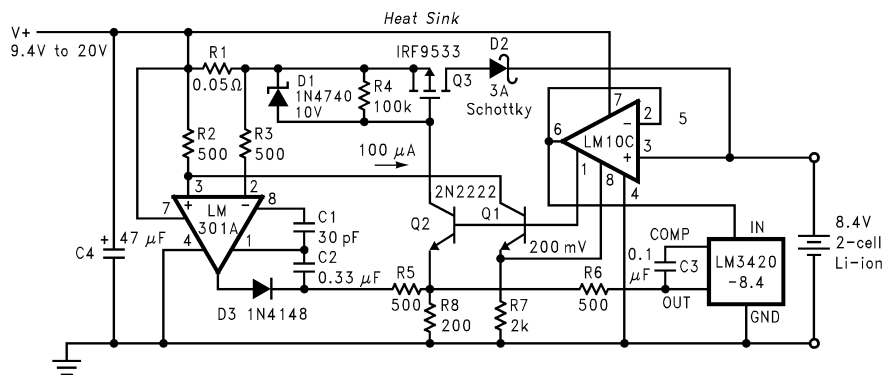 Heat Sink
V+
9.4V to 20V
R1
0.05Ω
D1
1N4740
10V
R4
100k
IRF9533
Q3
D2
3A
Schottky
7
2
5
6
LM10C
−
+
3
1
8
4
R2
500
R3
500
100 μA
2N2222
Q2
Q1
200 mV
3
2
+
−
7
8
LM
301A
4
1
C1
30 pF
C2
0.33 μF
C4
+
47 μF
D3 1N4148
R5
500
R8
200
R7
2k
R6
500
COMP
0.1
μF
C3
OUT
IN
LM3420
-8.4
GND
8.4V
2-cell
Li-ion